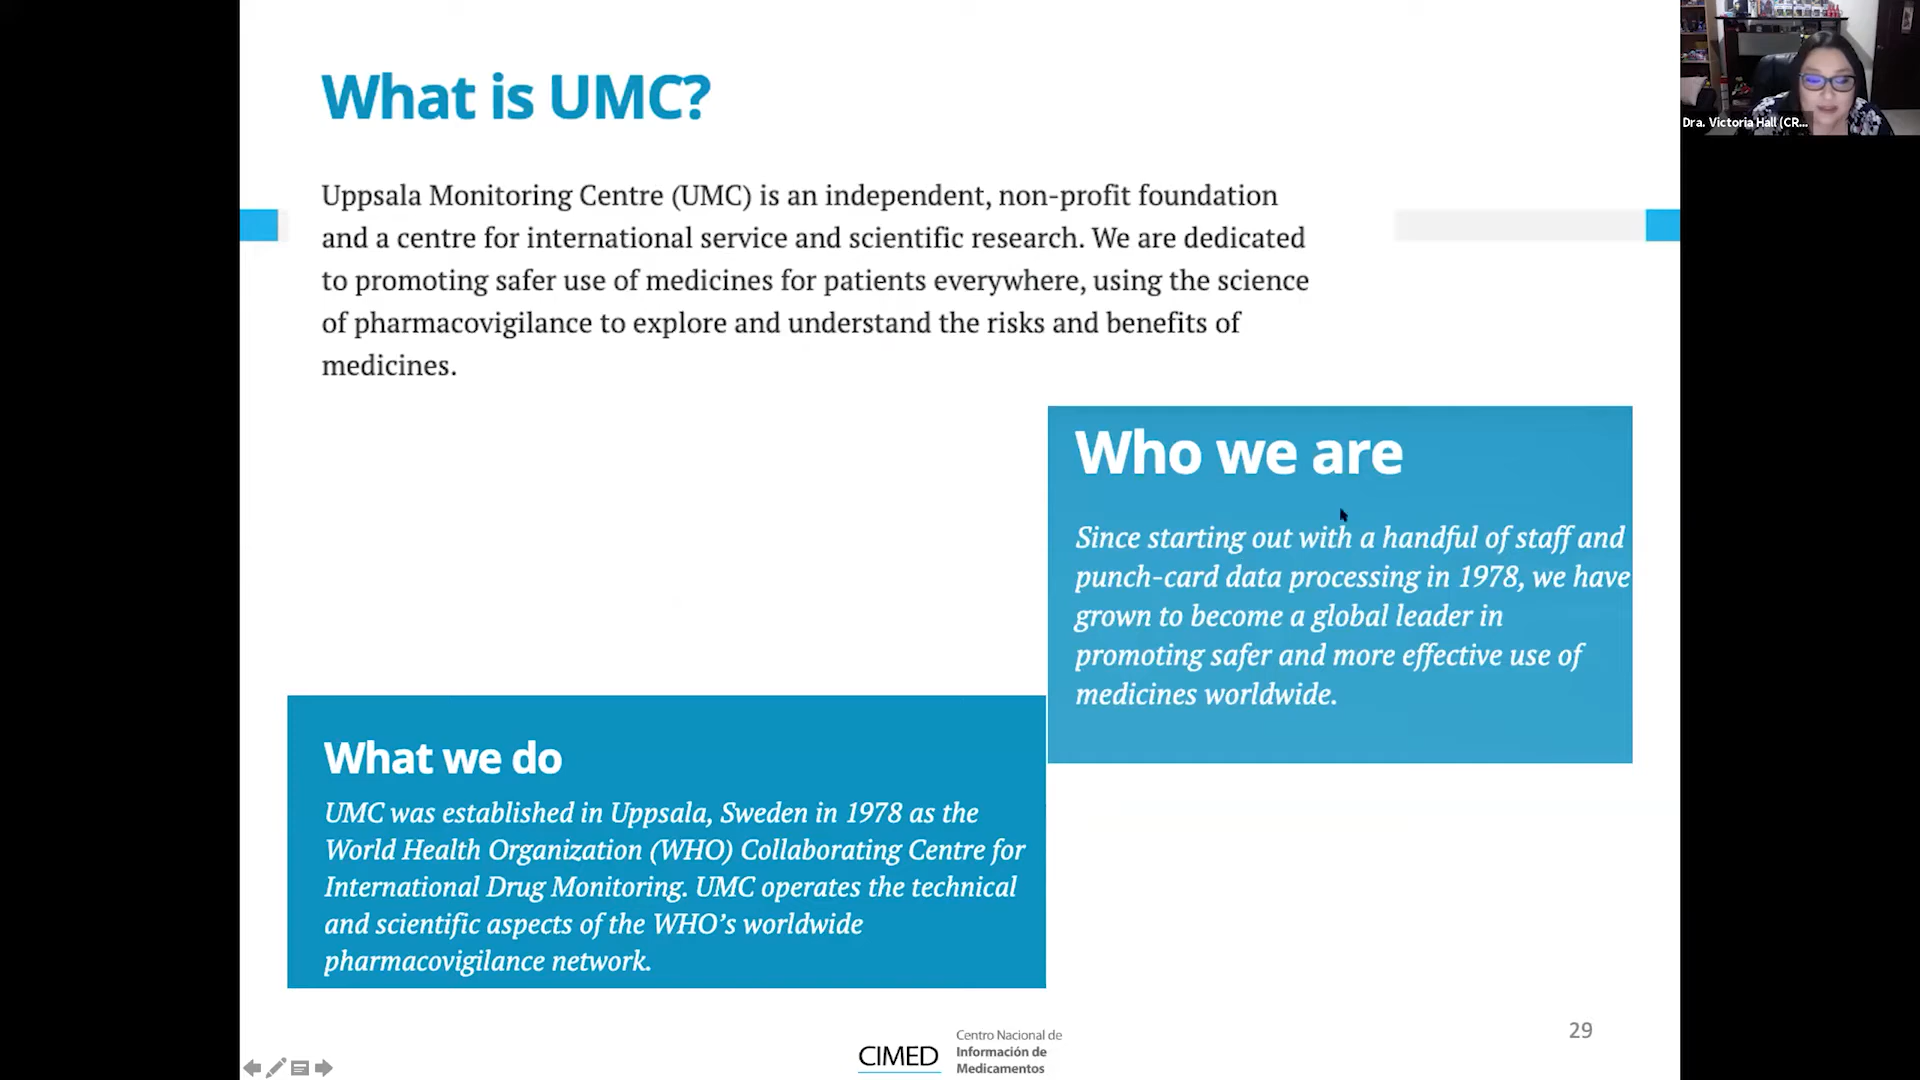 What is UMC?
Uppsala Monitoring Centre (UMC) is an independent, non-profit foundation
and a centre for international service and scientific research. We are dedicated
to promoting safer use of medicines for patients everywhere, using the science
of pharmacovigilance to explore and understand the risks and benefits of
medicines.
Who we are
Since starting out with a handful of staff and
punch-card data processing in 1978, we have
grown to become a global leader in
promoting safer and more effective use of
medicines worldwide.
What we do
UMC was established in Uppsala, Sweden in 1978 as the
World Health Organization (WHO) Collaborating Centre for
International Drug Monitoring. UMC operates the technical
and scientific aspects of the WHO’s worldwide
pharmacovigilance network.
CIMED
Centro Nacional de
Información de
Medicamentos
29
Dra. Victoria Hall (CR...